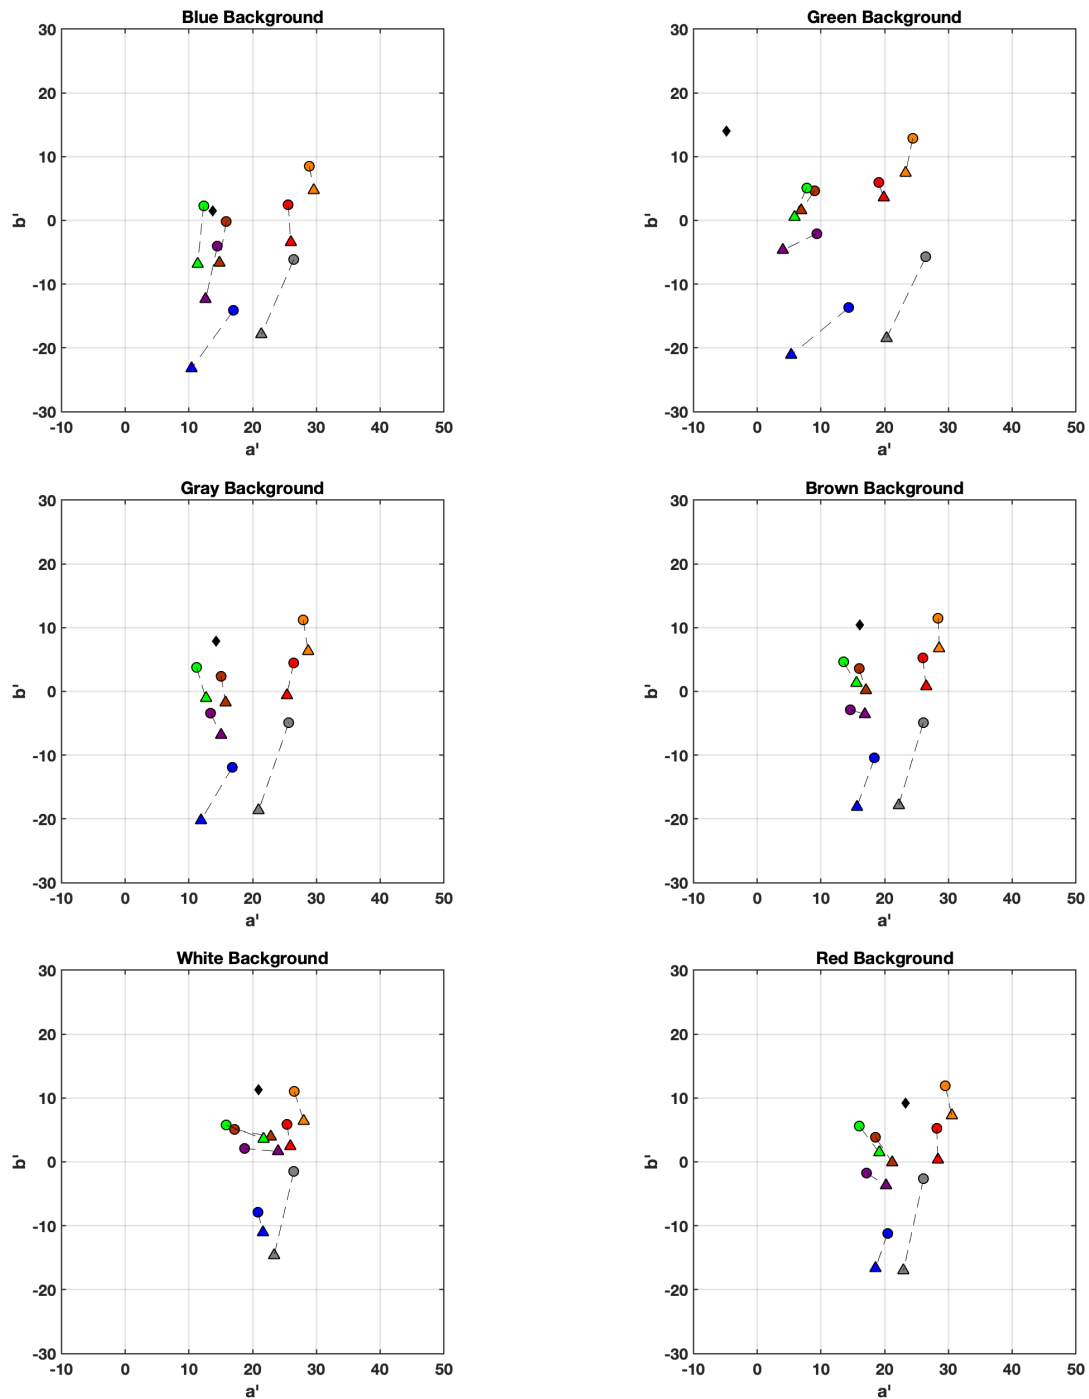 Blue Background
30
20
10
0
-10
-20
-30
b'
-10 0 10 20 30 40 50
a'
Green Background
30
20
10
0
-10
-20
-30
b'
-10 0 10 20 30 40 50
a'
Gray Background
30
20
10
0
-10
-20
-30
b'
-10 0 10 20 30 40 50
a'
Brown Background
30
20
10
0
-10
-20
-30
b'
-10 0 10 20 30 40 50
a'
White Background
30
20
10
0
-10
-20
-30
b'
-10 0 10 20 30 40 50
a'
Red Background
30
20
10
0
-10
-20
-30
b'
-10 0 10 20 30 40 50
a'